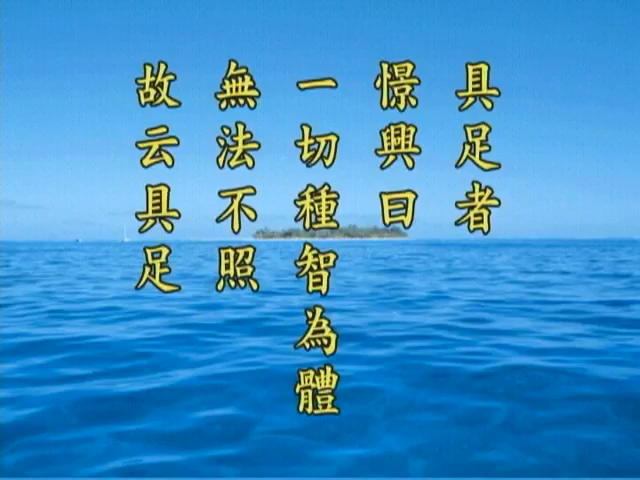 具足者
憬興曰
一切種智為體
無法不照
故云具足